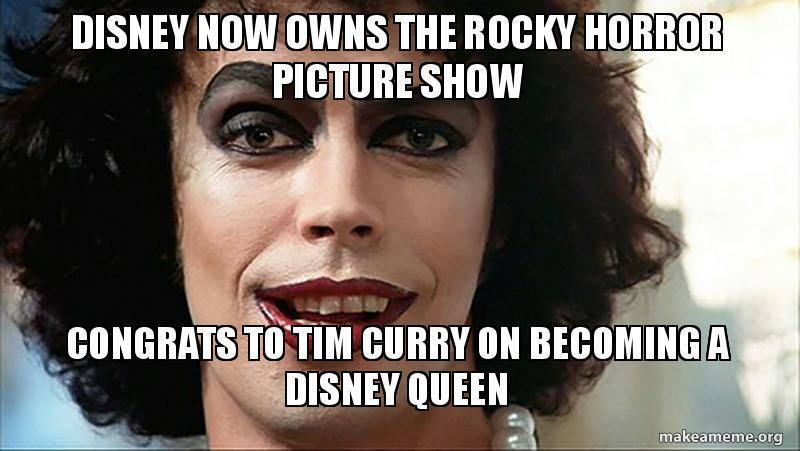 DISNEY NOW OWNS THE ROCKY HORROR
PICTURE SHOW
CONGRATS TO TIM CURRY ON BECOMING A
DISNEY QUEEN
makeameme.org